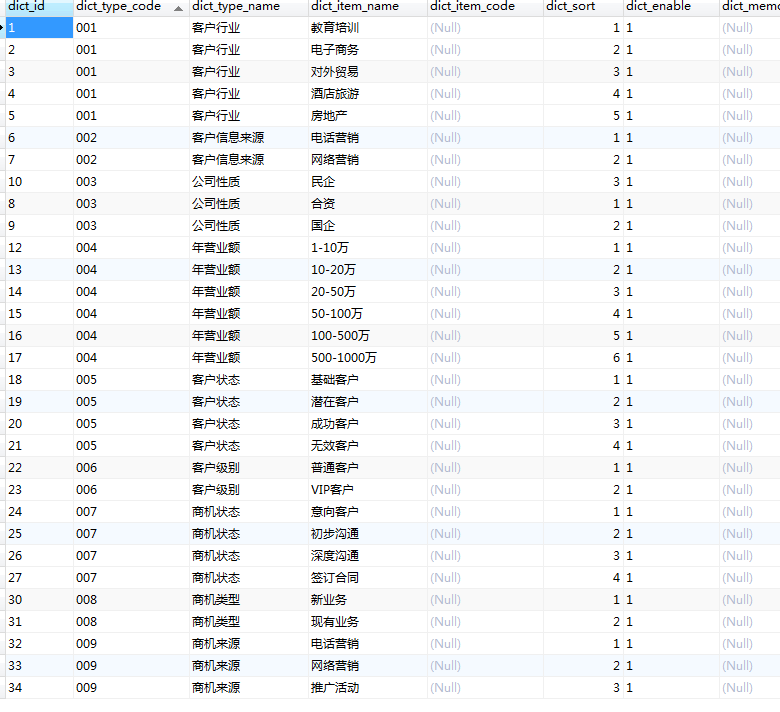 dict_id dict_type_code dict_type_name dict_item_name dict_item_code dict_sort dict_enable dict_memo
1 001 客户行业 教育培训 (Null) 1 1 (Null)
2 001 客户行业 电子商务 (Null) 2 1 (Null)
3 001 客户行业 对外贸易 (Null) 3 1 (Null)
4 001 客户行业 酒店旅游 (Null) 4 1 (Null)
5 001 客户行业 房地产 (Null) 5 1 (Null)
6 002 客户信息来源 电话营销 (Null) 1 1 (Null)
7 002 客户信息来源 网络营销 (Null) 2 1 (Null)
10 003 公司性质 民企 (Null) 3 1 (Null)
8 003 公司性质 合资 (Null) 1 1 (Null)
9 003 公司性质 国企 (Null) 2 1 (Null)
12 004 年营业额 1-10万 (Null) 1 1 (Null)
13 004 年营业额 10-20万 (Null) 2 1 (Null)
14 004 年营业额 20-50万 (Null) 3 1 (Null)
15 004 年营业额 50-100万 (Null) 4 1 (Null)
16 004 年营业额 100-500万 (Null) 5 1 (Null)
17 004 年营业额 500-1000万 (Null) 6 1 (Null)
18 005 客户状态 基础客户 (Null) 1 1 (Null)
19 005 客户状态 潜在客户 (Null) 2 1 (Null)
20 005 客户状态 成功客户 (Null) 3 1 (Null)
21 005 客户状态 无效客户 (Null) 4 1 (Null)
22 006 客户级别 普通客户 (Null) 1 1 (Null)
23 006 客户级别 VIP客户 (Null) 2 1 (Null)
24 007 商机状态 意向客户 (Null) 1 1 (Null)
25 007 商机状态 初步沟通 (Null) 2 1 (Null)
26 007 商机状态 深度沟通 (Null) 3 1 (Null)
27 007 商机状态 签订合同 (Null) 4 1 (Null)
30 008 商机类型 新业务 (Null) 1 1 (Null)
31 008 商机类型 现有业务 (Null) 2 1 (Null)
32 009 商机来源 电话营销 (Null) 1 1 (Null)
33 009 商机来源 网络营销 (Null) 2 1 (Null)
34 009 商机来源 推广活动 (Null) 3 1 (Null)